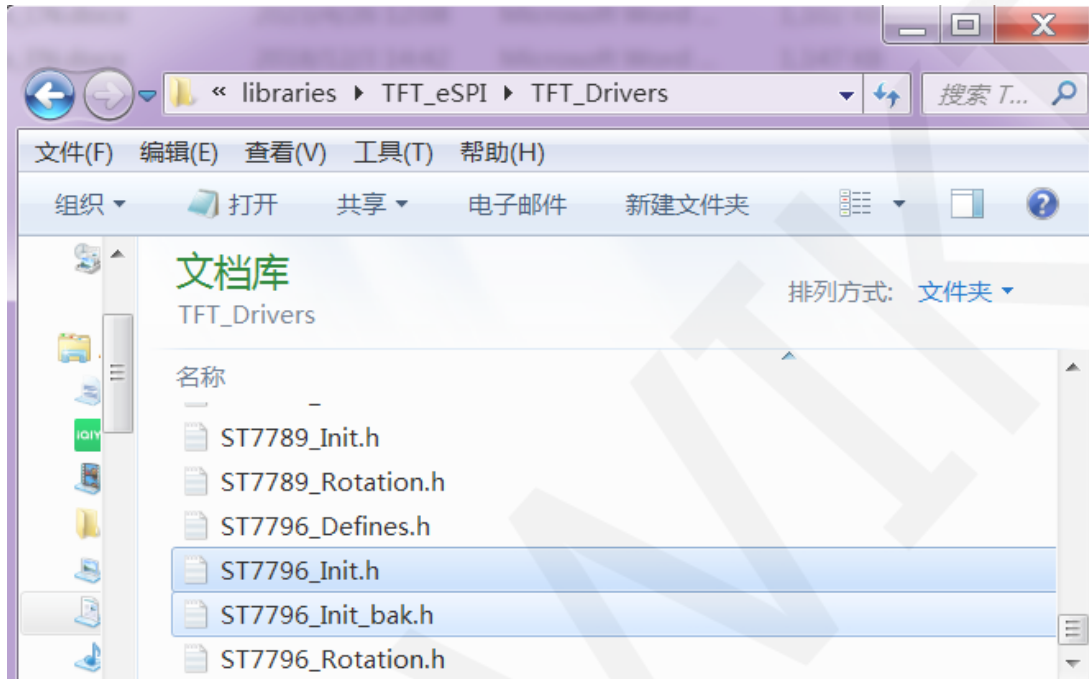 « libraries ▸ TFT_eSPI ▸ TFT_Drivers 搜索 T...
文件(F) 编辑(E) 查看(V) 工具(T) 帮助(H)
组织 打开 共享 电子邮件 新建文件夹
文档库
TFT_Drivers
排列方式: 文件夹
名称
ST7789_Init.h
ST7789_Rotation.h
ST7796_Defines.h
ST7796_Init.h
ST7796_Init_bak.h
ST7796_Rotation.h